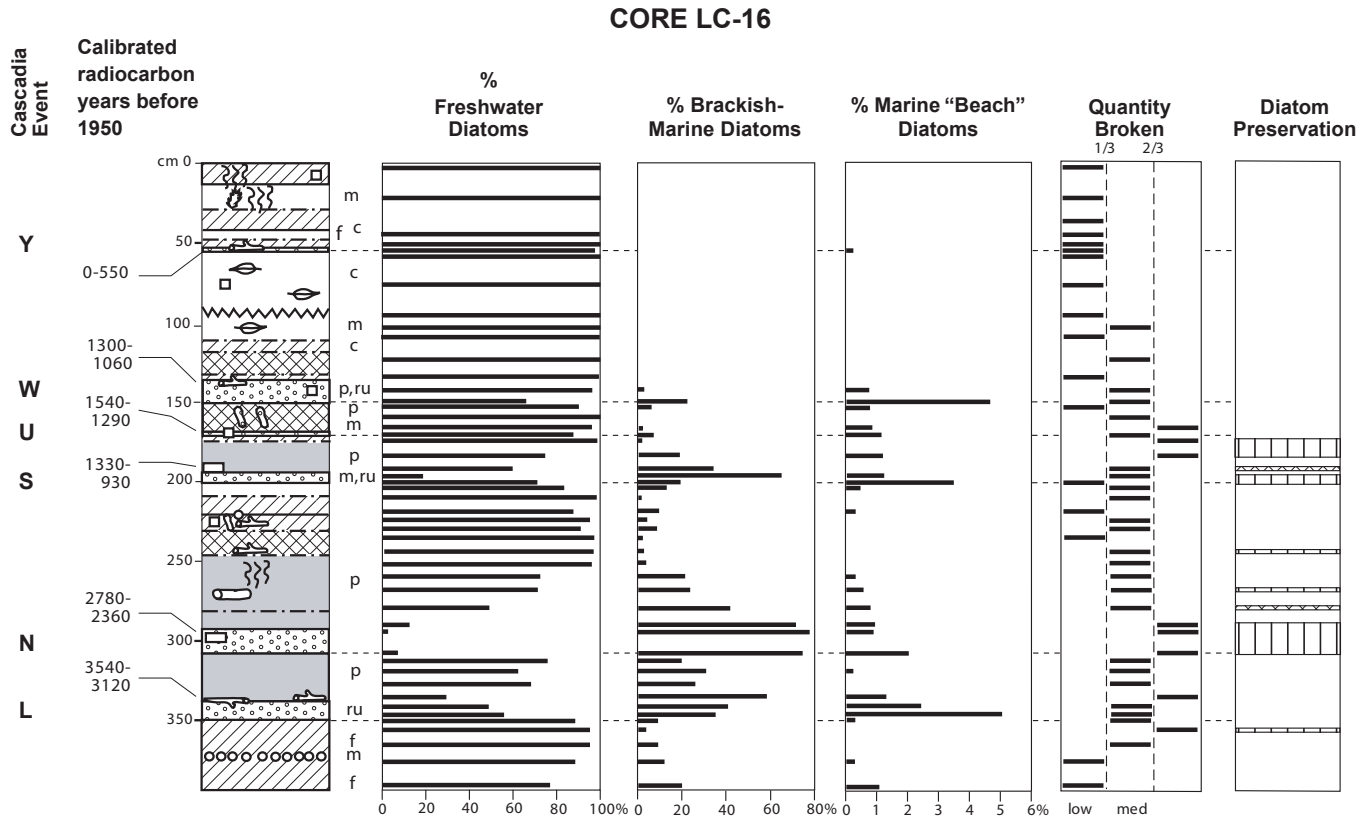 CORE LC-16
Cascadia
Event
Calibrated
radiocarbon
years before
1950
%
Freshwater
Diatoms
% Brackish-
Marine Diatoms
% Marine “Beach”
Diatoms
Quantity
Broken
1/3 2/3
Diatom
Preservation
cm 0
m
f c
50
Y
0-550
c
100
m
c
1300-
1060
W
p,ru
1540-
1290
150
p
m
U
p
1330-
930
m,ru
S
200
250
p
2780-
2360
300
N
3540-
3120
p
L
ru
350
f
m
f
0 20 40 60 80 100%
0 20 40 60 80%
0 1 2 3 4 5 6%
low med